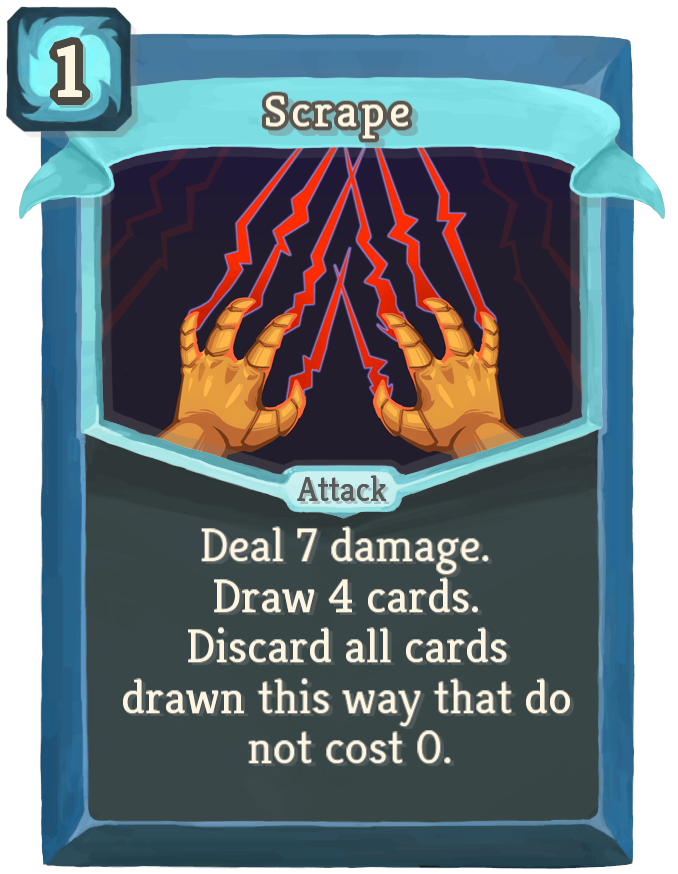 1
Scrape
Attack
Deal 7 damage.
Draw 4 cards.
Discard all cards
drawn this way that do
not cost 0.